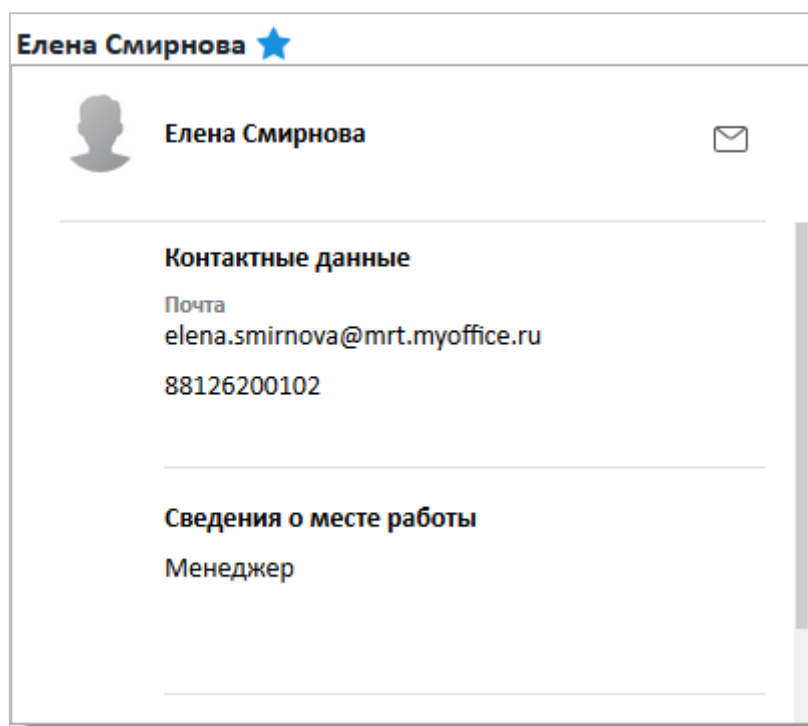 Елена Смирнова
Елена Смирнова
Контактные данные
Почта
elena.smirnova@mrt.myoffice.ru
88126200102
Сведения о месте работы
Менеджер